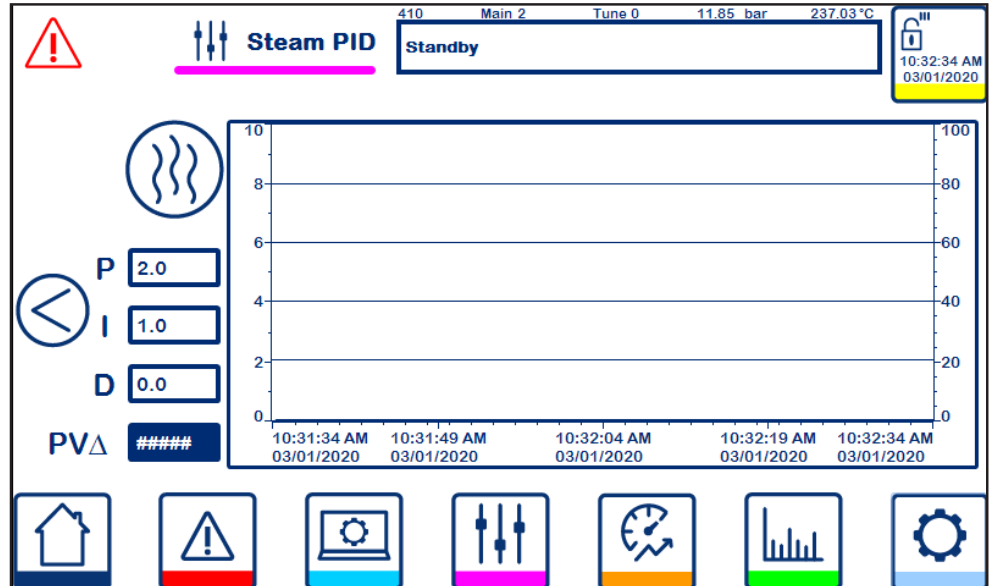 410 Main 2 Tune 0 11.85 bar 237.03°C
Steam PID
Standby
10:32:34 AM
03/01/2020
10 100
8 80
6 60
4 40
2 20
0 0
P 2.0
I 1.0
D 0.0
PV∆ #####
10:31:34 AM 10:31:49 AM 10:32:04 AM 10:32:19 AM 10:32:34 AM
03/01/2020 03/01/2020 03/01/2020 03/01/2020 03/01/2020